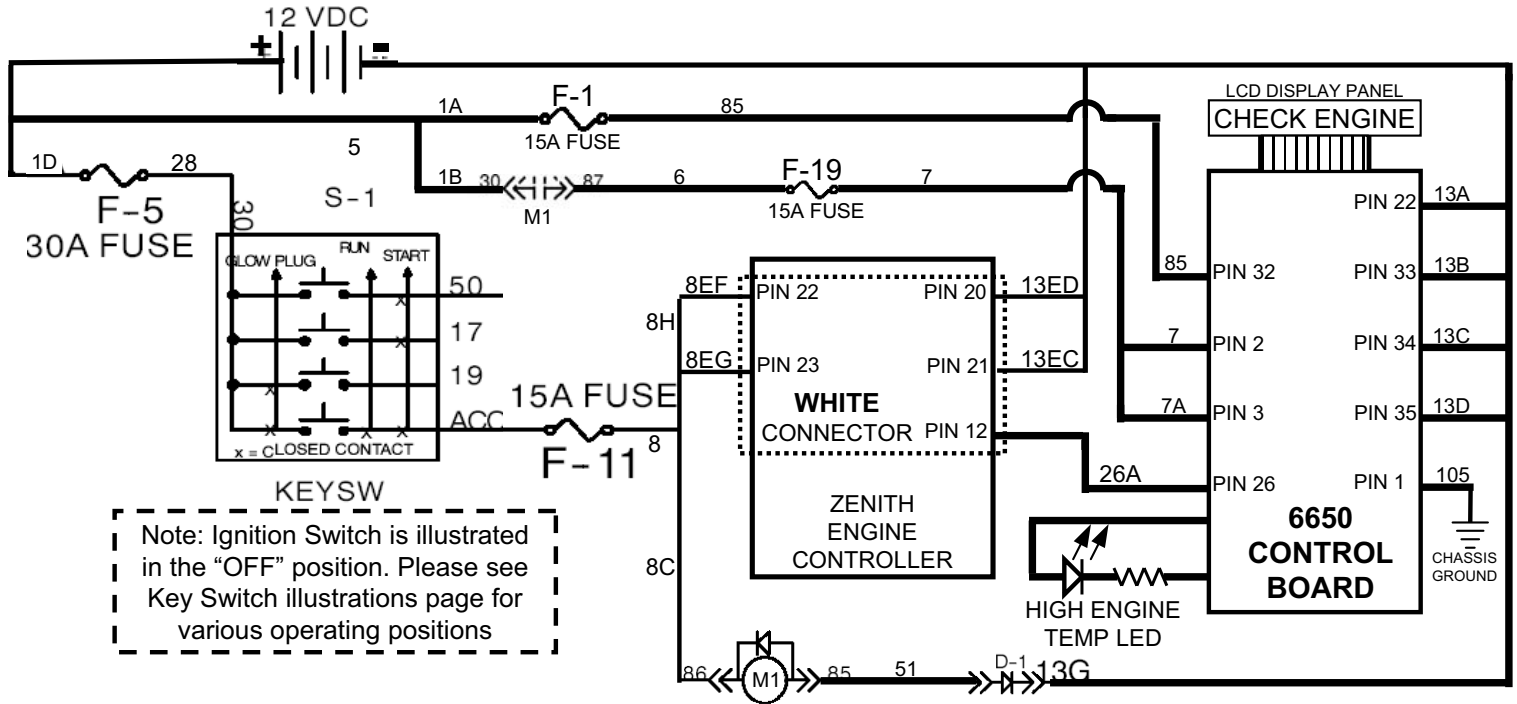 12 VDC
+
-
LCD DISPLAY PANEL
CHECK ENGINE
1A
F-1
85
15A FUSE
1D
28
5
F-5
30A FUSE
S-1
30
1B
30
87
M1
6
F-19
15A FUSE
7
GLOW PLUG
RUN
START
50
17
19
ACC
x
x
x
x
x
x
x = CLOSED CONTACT
KEYSW
15A FUSE
F-11
8
8H
8EF
8EG
8C
PIN 22
PIN 20
13ED
PIN 23
PIN 21
13EC
WHITE
CONNECTOR
PIN 12
26A
ZENITH
ENGINE
CONTROLLER
85
PIN 32
7
PIN 2
7A
PIN 3
PIN 26
PIN 22
13A
PIN 33
13B
PIN 34
13C
PIN 35
13D
PIN 1
105
6650
CONTROL
BOARD
CHASSIS
GROUND
HIGH ENGINE
TEMP LED
Note: Ignition Switch is illustrated
in the “OFF” position. Please see
Key Switch illustrations page for
various operating positions
86
M1
85
51
D-1
13G